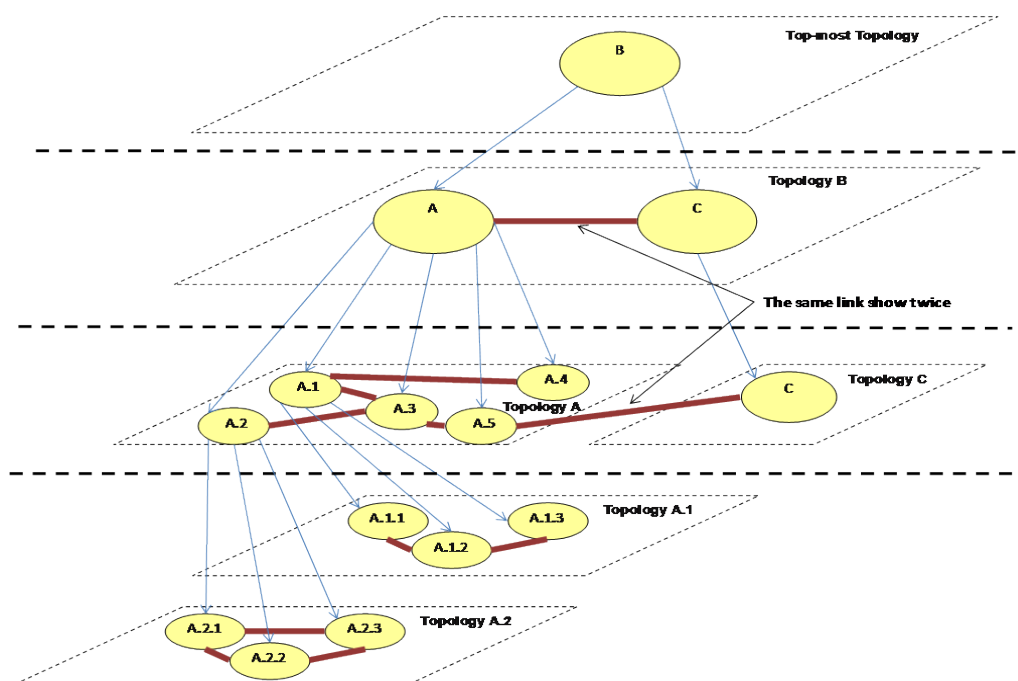 Top-most Topology
B
Topology B
A
C
The same link show twice
A.1
A.4
Topology C
C
A.3
Topology A
A.2
A.5
Topology A.1
A.1.1
A.1.3
A.1.2
Topology A.2
A.2.1
A.2.3
A.2.2